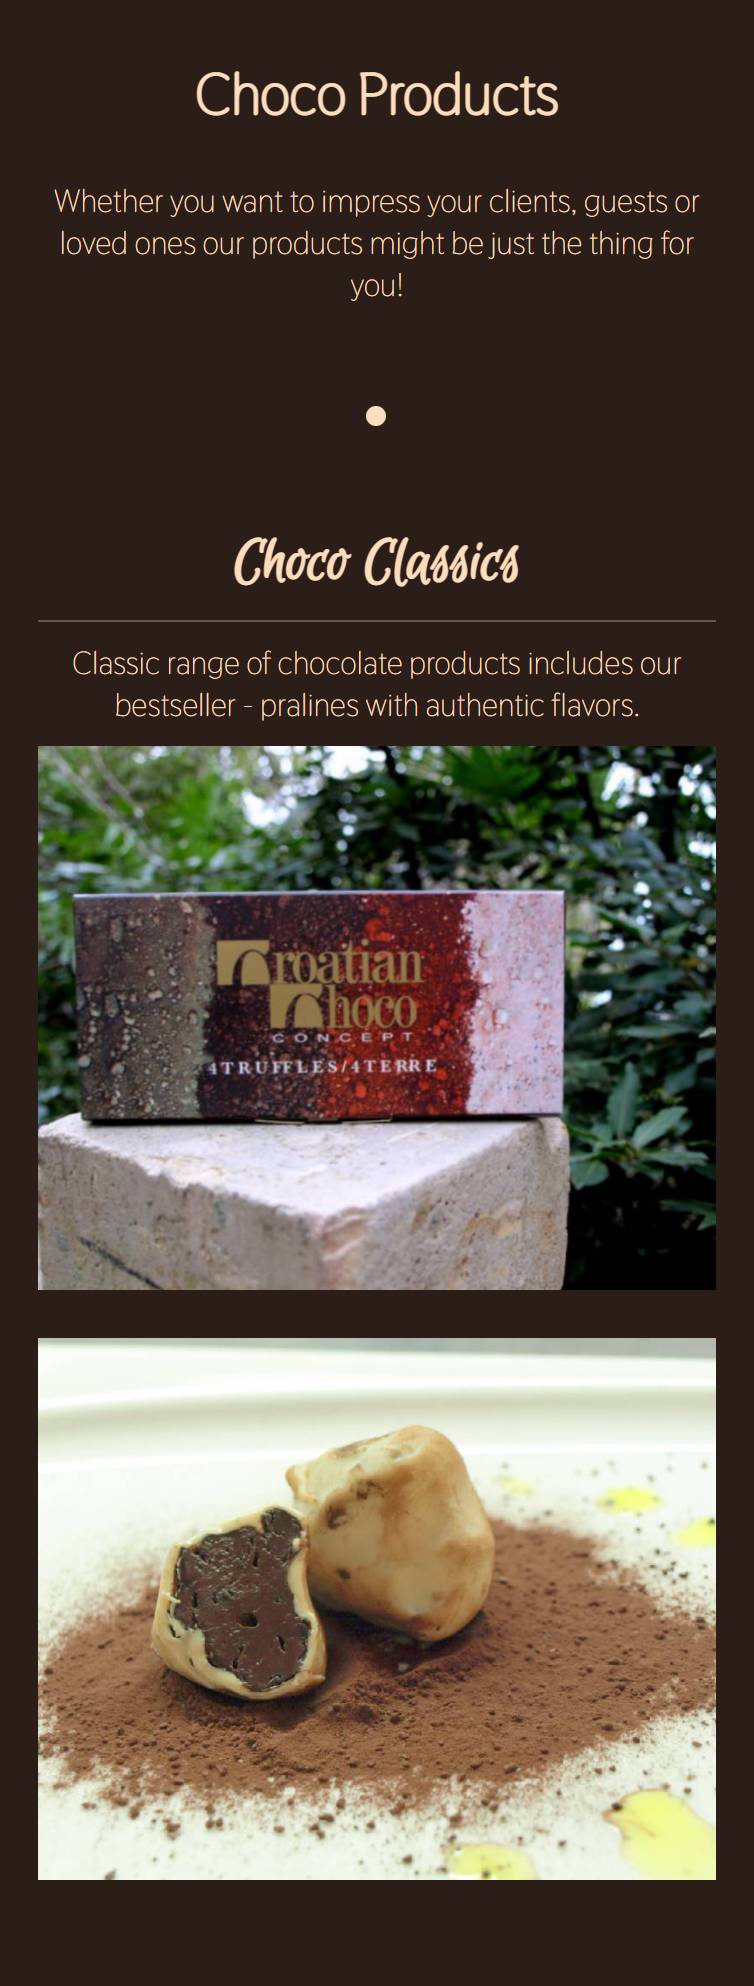 Choco Products
Whether you want to impress your clients, guests or
loved ones our products might be just the thing for
you!
Choco Classics
Classic range of chocolate products includes our
bestseller - pralines with authentic flavors.
Croatian
Choco
CONCEPT
4TRUFFLES/4TERRE